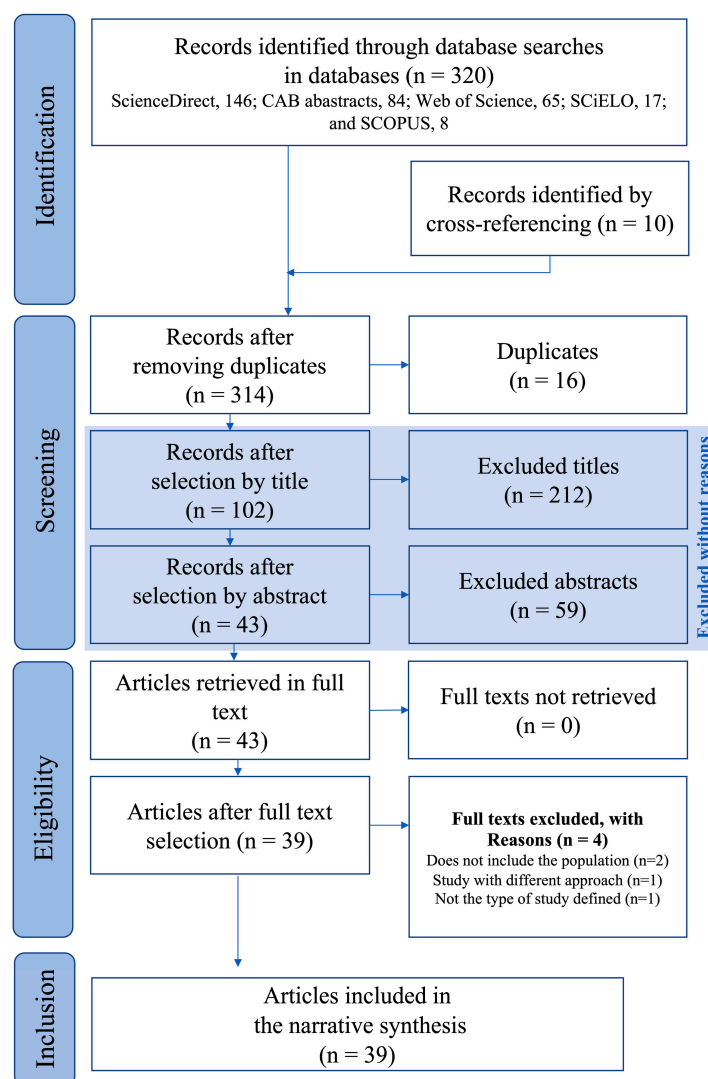 Identification
Records identified through database searches
in databases (n = 320)
ScienceDirect, 146; CAB abastracts, 84; Web of Science, 65; SCiELO, 17;
and SCOPUS, 8
Records identified by
cross-referencing (n = 10)
Screening
Records after
removing duplicates
(n = 314)
Duplicates
(n = 16)
Excluded without reasons
Records after
selection by title
(n = 102)
Excluded titles
(n = 212)
Records after
selection by abstract
(n = 43)
Excluded abstracts
(n = 59)
Eligibility
Articles retrieved in full
text
(n = 43)
Full texts not retrieved
(n = 0)
Articles after full text
selection (n = 39)
Full texts excluded, with
Reasons (n = 4)
Does not include the population (n=2)
Study with different approach (n=1)
Not the type of study defined (n=1)
Inclusion
Articles included in
the narrative synthesis
(n = 39)